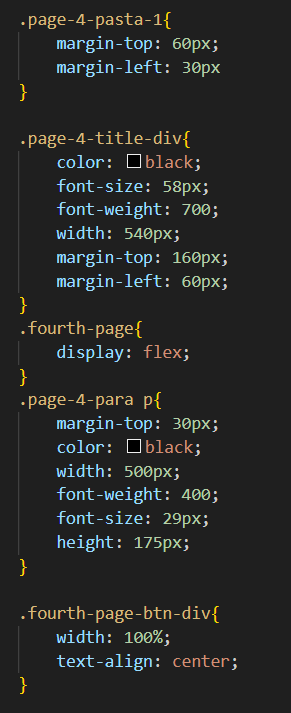 .page-4-pasta-1{
    margin-top: 60px;
    margin-left: 30px
}

.page-4-title-div{
    color: black;
    font-size: 58px;
    font-weight: 700;
    width: 540px;
    margin-top: 160px;
    margin-left: 60px;
}
.fourth-page{
    display: flex;
}
.page-4-para p{
    margin-top: 30px;
    color: black;
    width: 500px;
    font-weight: 400;
    font-size: 29px;
    height: 175px;
}

.fourth-page-btn-div{
    width: 100%;
    text-align: center;
}